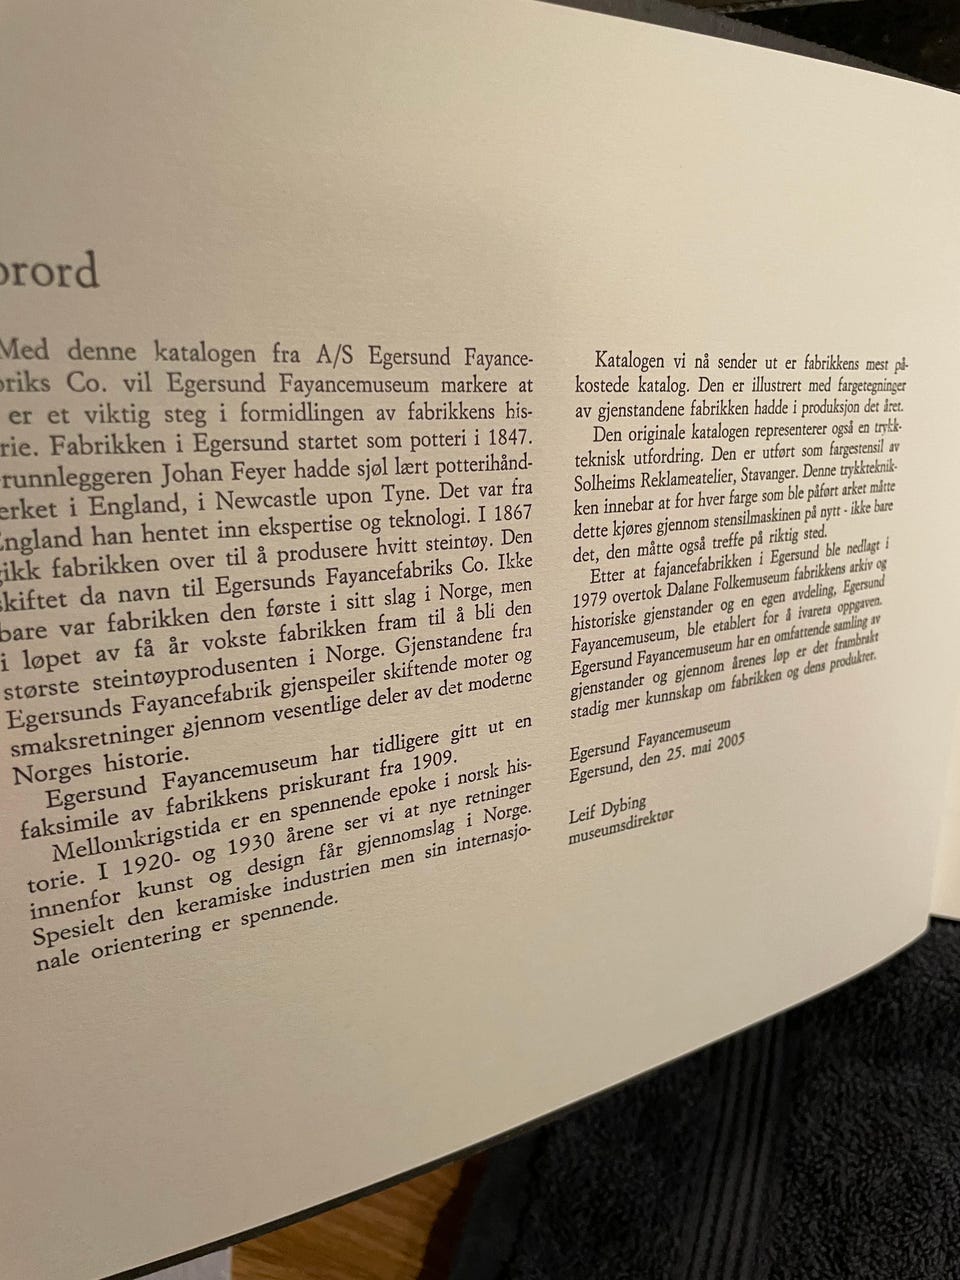 orord
Med denne katalogen fra A/S Egersund Fayance-
briks Co. vil Egersund Fayancemuseum markere at
er et viktig steg i formidlingen av fabrikkens his-
rie. Fabrikken i Egersund startet som potteri i 1847.
runnleggeren Johan Feyer hadde sjøl lært potterihånd-
erket i England, i Newcastle upon Tyne. Det var fra
England han hentet inn ekspertise og teknologi. I 1867
gikk fabrikken over til å produsere hvitt steintøy. Den
skiftet da navn til Egersunds Fayancefabriks Co. Ikke
bare var fabrikken den første i sitt slag i Norge, men
i løpet av få år vokste fabrikken fram til å bli den
største steintøyprodusenten i Norge. Gjenstandene fra
Egersunds Fayancefabrik gjenspeiler skiftende moter og
smaksretninger gjennom vesentlige deler av det moderne
Norges historie.
Egersund Fayancemuseum har tidligere gitt ut en
faksimile av fabrikkens priskurant fra 1909.
Mellomkrigstida er en spennende epoke i norsk his-
torie. I 1920- og 1930 årene ser vi at nye retninger
innenfor kunst og design får gjennomslag i Norge.
Spesielt den keramiske industrien men sin internasjo-
nale orientering er spennende.
Katalogen vi nå sender ut er fabrikkens mest på-
kostede katalog. Den er illustrert med fargetegninger
av gjenstandene fabrikken hadde i produksjon det året.
Den originale katalogen representerer også en trykk-
teknisk utfordring. Den er utført som fargestensil av
Solheims Reklameatelier, Stavanger. Denne trykkteknik-
ken innebar at for hver farge som ble påført arket måtte
dette kjøres gjennom stensilmaskinen på nytt - ikke bare
det, den måtte også treffe på riktig sted.
Etter at fajancefabrikken i Egersund ble nedlagt i
1979 overtok Dalane Folkemuseum fabrikkens arkiv og
historiske gjenstander og en egen avdeling, Egersund
Fayancemuseum, ble etablert for å ivareta oppgaven.
Egersund Fayancemuseum har en omfattende samling av
gjenstander og gjennom årenes løp er det frambrakt
stadig mer kunnskap om fabrikken og dens produkter.
Egersund Fayancemuseum
Egersund, den 25. mai 2005
Leif Dybing
museumsdirektør